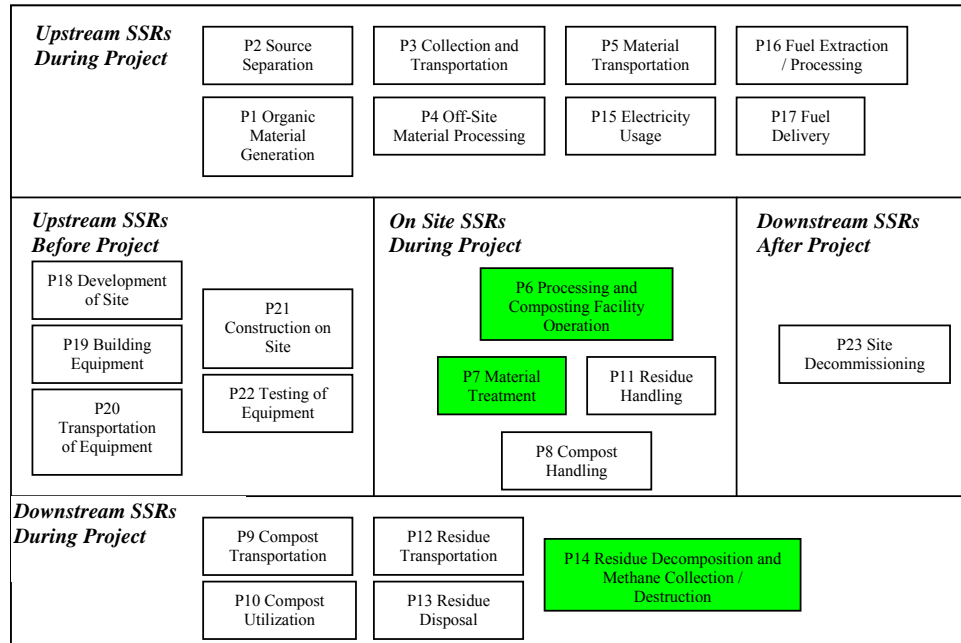 Upstream SSRs
During Project
P2 Source
Separation
P3 Collection and
Transportation
P5 Material
Transportation
P16 Fuel Extraction
/ Processing
P1 Organic
Material
Generation
P4 Off-Site
Material Processing
P15 Electricity
Usage
P17 Fuel
Delivery
Upstream SSRs
Before Project
P18 Development
of Site
P21
Construction on
Site
P19 Building
Equipment
P22 Testing of
Equipment
P20
Transportation
of Equipment
On Site SSRs
During Project
P6 Processing and
Composting Facility
Operation
P7 Material
Treatment
P11 Residue
Handling
P8 Compost
Handling
Downstream SSRs
After Project
P23 Site
Decommissioning
Downstream SSRs
During Project
P9 Compost
Transportation
P12 Residue
Transportation
P14 Residue Decomposition and
Methane Collection /
Destruction
P10 Compost
Utilization
P13 Residue
Disposal